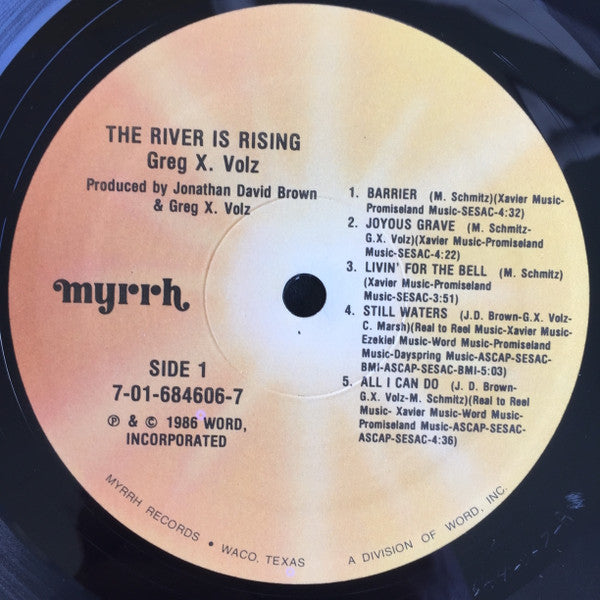 THE RIVER IS RISING
Greg X. Volz
Produced by Jonathan David Brown
& Greg X. Volz
myrrh
SIDE 1
7-01-684606-7
℗ & © 1986 WORD,
INCORPORATED
1. BARRIER (M. Schmitz)(Xavier Music-
Promiseland Music-SESAC-4:32)
2. JOYOUS GRAVE (M. Schmitz-
G.X. Volz)(Xavier Music-Promiseland
Music-SESAC-4:22)
3. LIVIN' FOR THE BELL (M. Schmitz)
(Xavier Music-Promiseland
Music-SESAC-3:51)
4. STILL WATERS (J.D. Brown-G.X. Volz-
C. Marsh)(Real to Reel Music-Xavier Music-
Ezekiel Music-Word Music-Promiseland
Music-Dayspring Music-ASCAP-SESAC-
BMI-ASCAP-SESAC-BMI-5:03)
5. ALL I CAN DO (J. D. Brown-
G.X. Volz-M. Schmitz)(Real to Reel
Music- Xavier Music-Word Music-
Promiseland Music-ASCAP-SESAC-
ASCAP-SESAC-4:36)
MYRRH RECORDS • WACO, TEXAS A DIVISION OF WORD, INC.